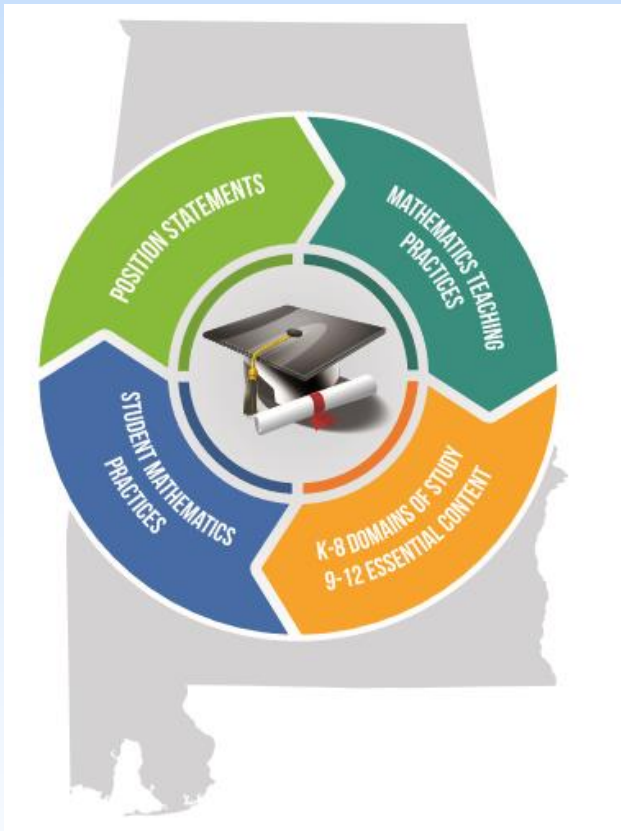 POSITION STATEMENTS
MATHEMATICS TEACHING
PRACTICES
K-8 DOMAINS OF STUDY
9-12 ESSENTIAL CONTENT
STUDENT MATHEMATICS
PRACTICES